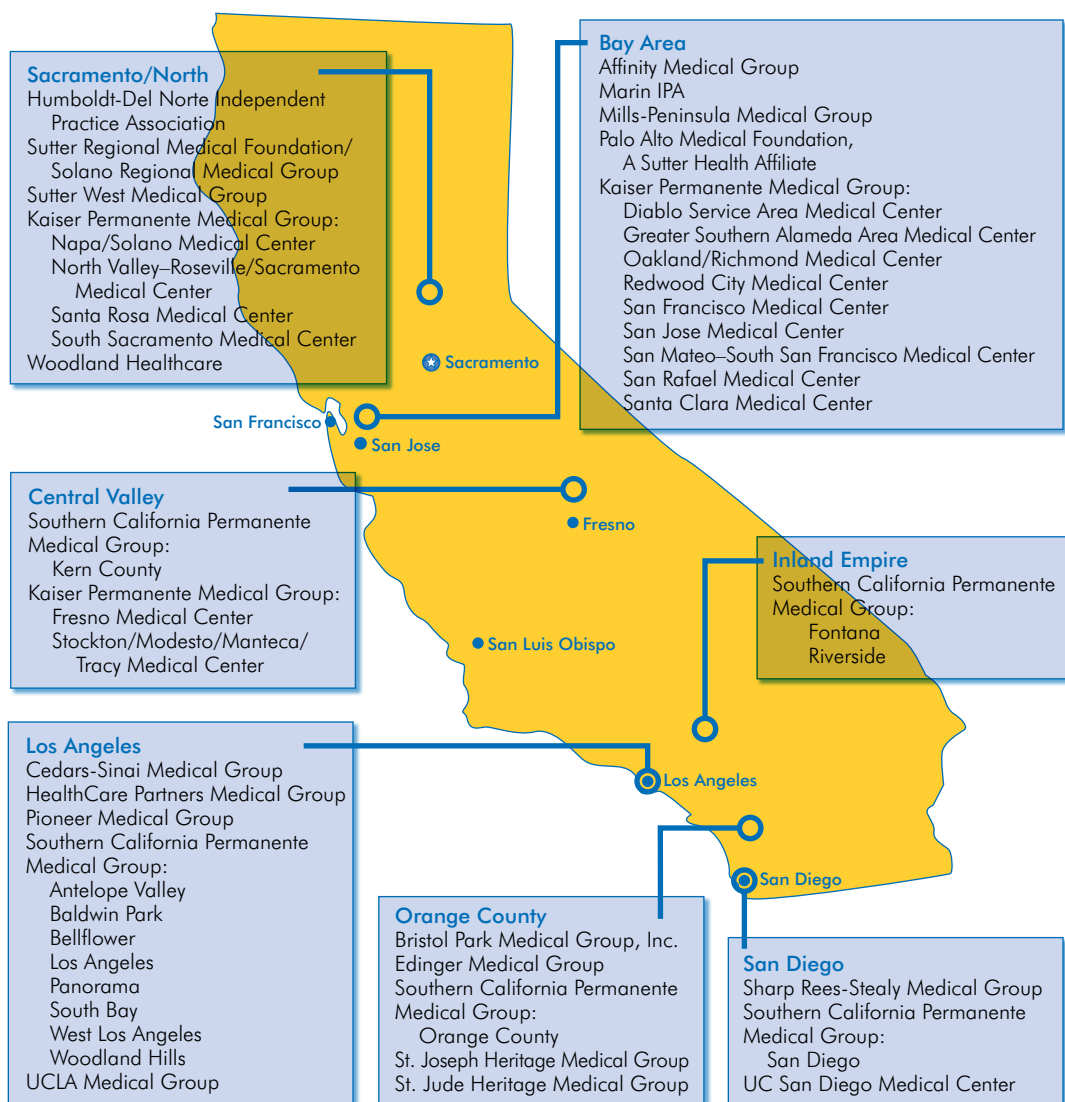 Sacramento/North
Humboldt-Del Norte Independent
Practice Association
Sutter Regional Medical Foundation/
Solano Regional Medical Group
Sutter West Medical Group
Kaiser Permanente Medical Group:
Napa/Solano Medical Center
North Valley–Roseville/Sacramento
Medical Center
Santa Rosa Medical Center
South Sacramento Medical Center
Woodland Healthcare
Bay Area
Affinity Medical Group
Marin IPA
Mills-Peninsula Medical Group
Palo Alto Medical Foundation,
A Sutter Health Affiliate
Kaiser Permanente Medical Group:
Diablo Service Area Medical Center
Greater Southern Alameda Area Medical Center
Oakland/Richmond Medical Center
Redwood City Medical Center
San Francisco Medical Center
San Jose Medical Center
San Mateo–South San Francisco Medical Center
San Rafael Medical Center
Santa Clara Medical Center
Sacramento
San Francisco
San Jose
Central Valley
Southern California Permanente
Medical Group:
Kern County
Kaiser Permanente Medical Group:
Fresno Medical Center
Stockton/Modesto/Manteca/
Tracy Medical Center
Fresno
San Luis Obispo
Inland Empire
Southern California Permanente
Medical Group:
Fontana
Riverside
Los Angeles
Cedars-Sinai Medical Group
HealthCare Partners Medical Group
Pioneer Medical Group
Southern California Permanente
Medical Group:
Antelope Valley
Baldwin Park
Bellflower
Los Angeles
Panorama
South Bay
West Los Angeles
Woodland Hills
UCLA Medical Group
Los Angeles
San Diego
Orange County
Bristol Park Medical Group, Inc.
Edinger Medical Group
Southern California Permanente
Medical Group:
Orange County
St. Joseph Heritage Medical Group
St. Jude Heritage Medical Group
San Diego
Sharp Rees-Stealy Medical Group
Southern California Permanente
Medical Group:
San Diego
UC San Diego Medical Center